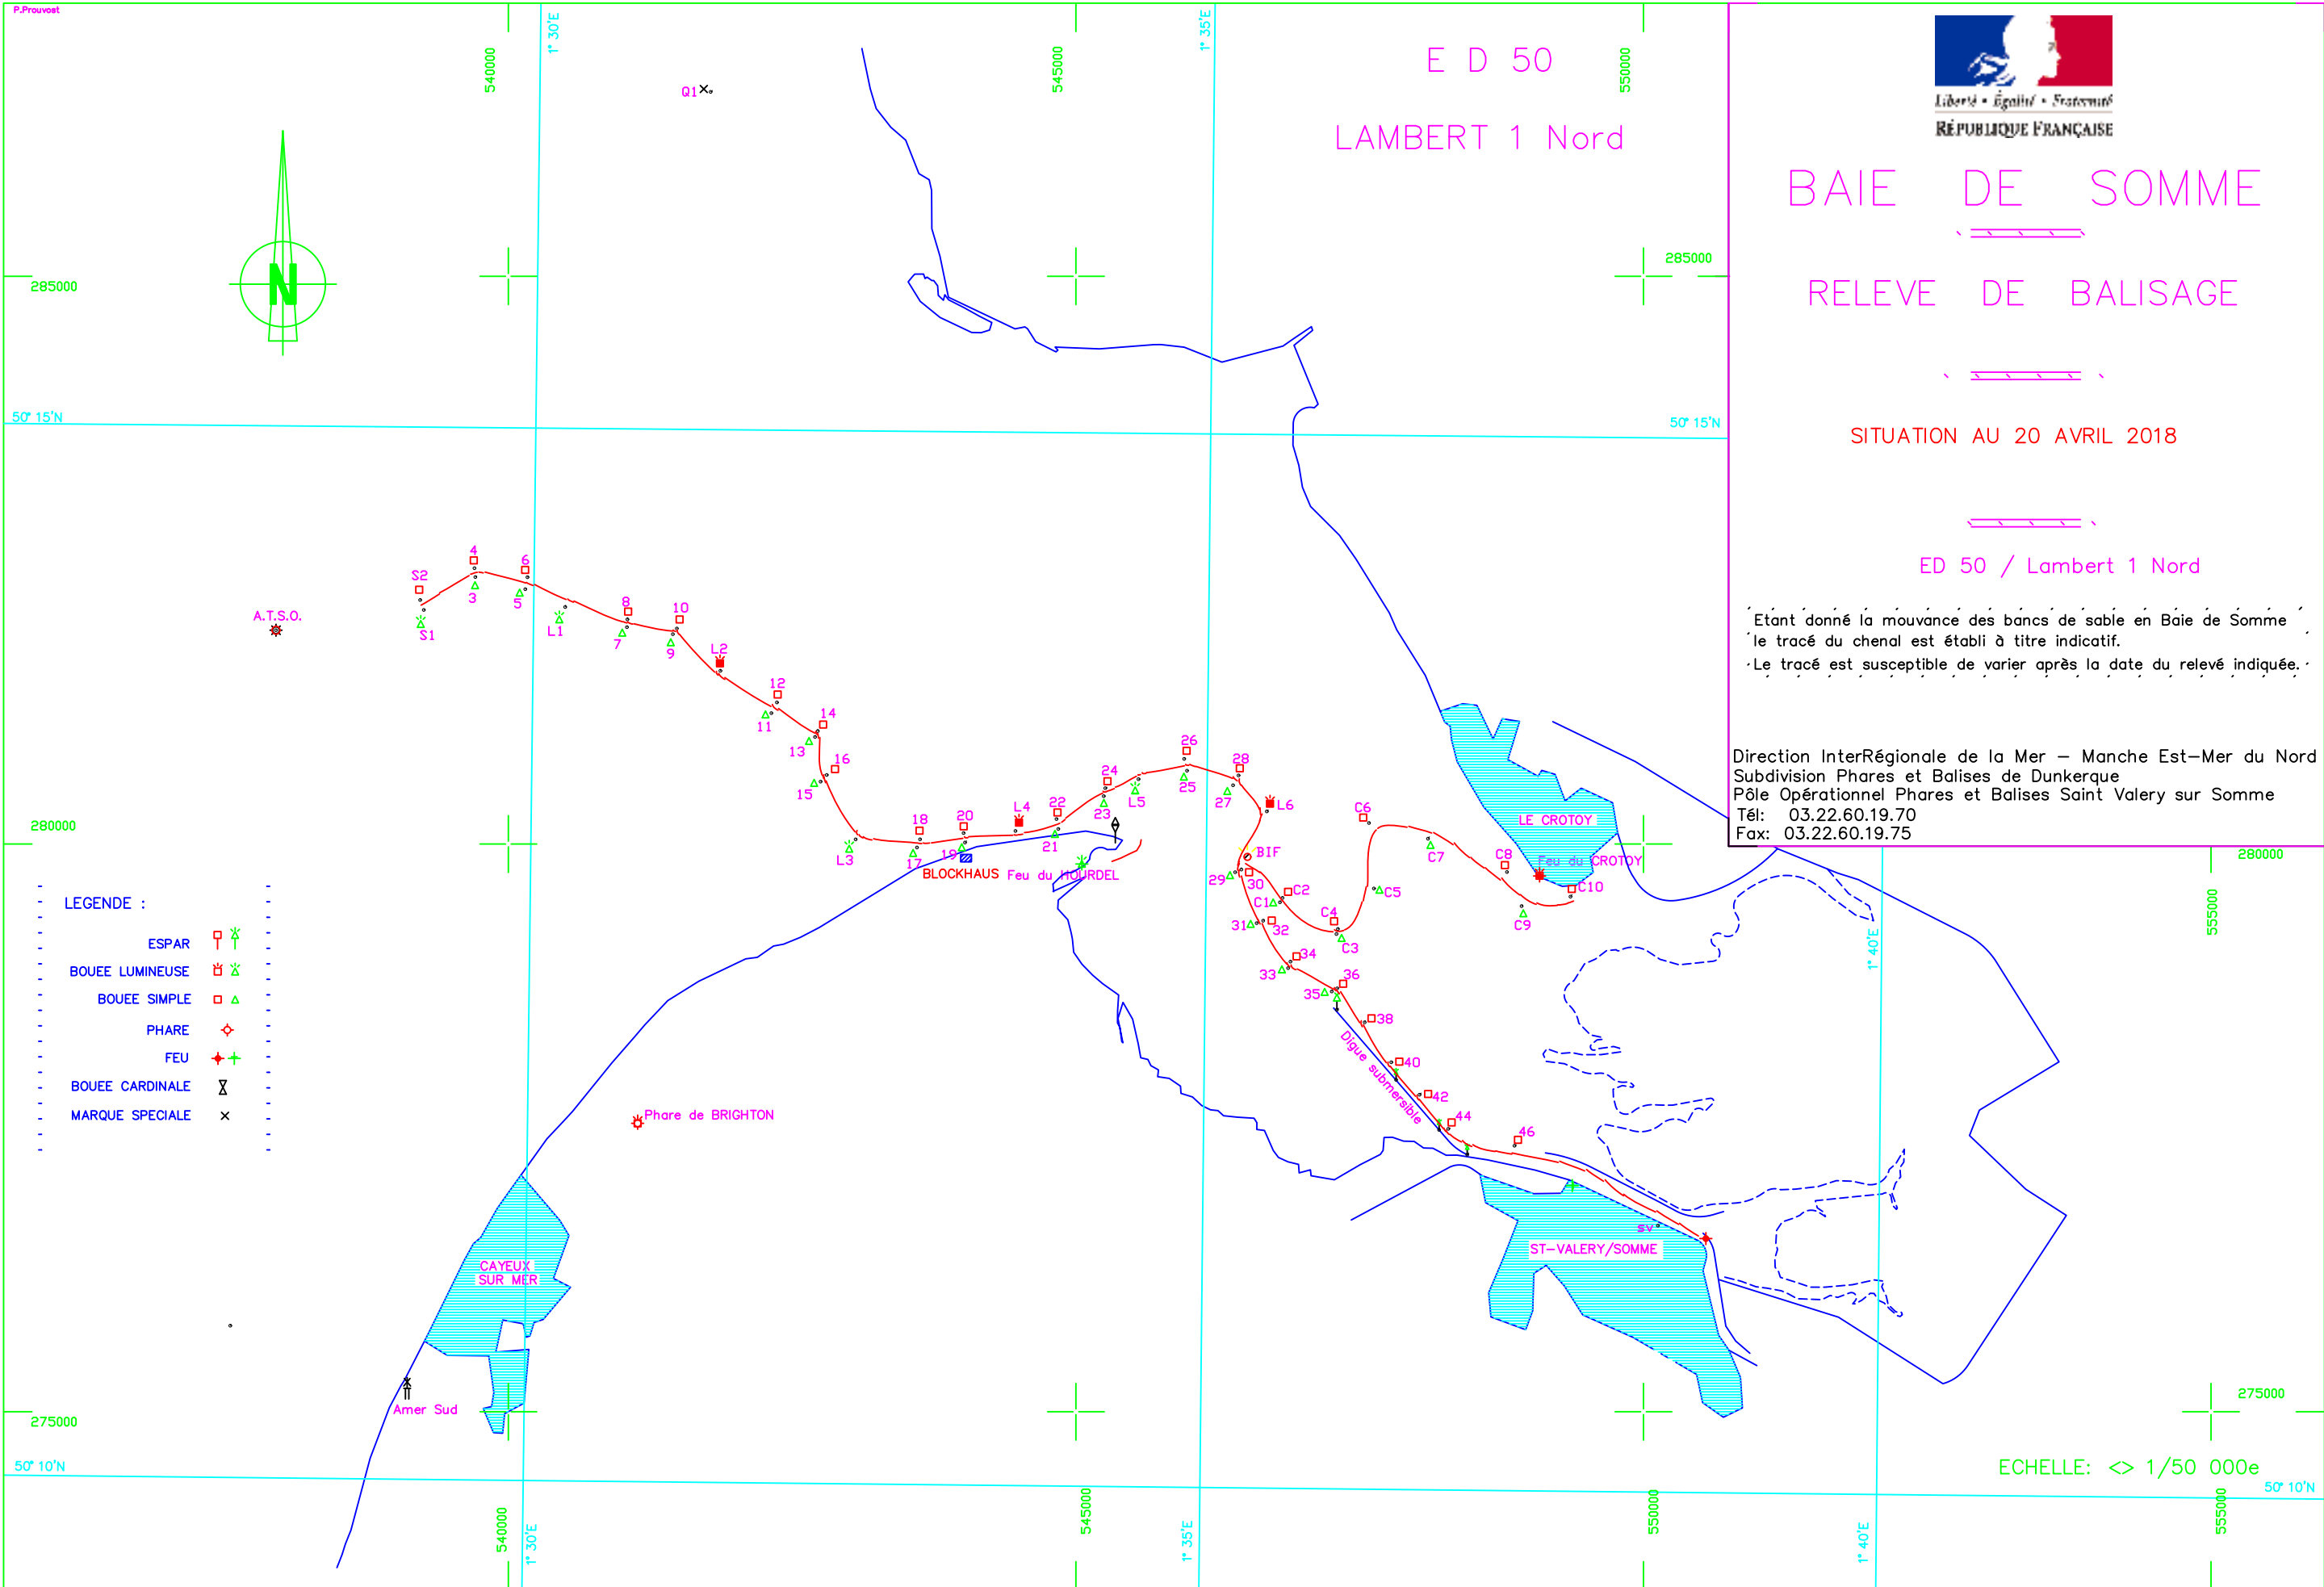 P.Prouvost
540000
1° 30'E
545000
1° 35'E
550000
E D 50
LAMBERT 1 Nord
Q1
N
285000
285000
50° 15'N
50° 15'N
Liberté • Égalité • Fraternité
RÉPUBLIQUE FRANÇAISE
BAIE DE SOMME
RELEVE DE BALISAGE
SITUATION AU 20 AVRIL 2018
ED 50 / Lambert 1 Nord
Etant donné la mouvance des bancs de sable en Baie de Somme
le tracé du chenal est établi à titre indicatif.
Le tracé est susceptible de varier après la date du relevé indiquée.
Direction InterRégionale de la Mer – Manche Est-Mer du Nord
Subdivision Phares et Balises de Dunkerque
Pôle Opérationnel Phares et Balises Saint Valery sur Somme
Tél: 03.22.60.19.70
Fax: 03.22.60.19.75
A.T.S.O.
S2
S1
4
3
6
5
L1
8
7
10
9
L2
12
11
14
13
16
15
L3
18
17
20
19
L4
22
21
24
23
L5
26
25
28
27
L6
BIF
29
30
C1
C2
C3
C4
C5
C6
C7
C8
C9
C10
31
32
33
34
35
36
38
40
42
44
46
SV
BLOCKHAUS
Feu du HOURDEL
LE CROTOY
Feu du CROTOY
Digue submersible
ST-VALERY/SOMME
Phare de BRIGHTON
CAYEUX
SUR MER
Amer Sud
280000
280000
LEGENDE :
ESPAR
BOUEE LUMINEUSE
BOUEE SIMPLE
PHARE
FEU
BOUEE CARDINALE
MARQUE SPECIALE
555000
1° 40'E
275000
275000
50° 10'N
50° 10'N
ECHELLE: <> 1/50 000e
540000
1° 30'E
545000
1° 35'E
550000
1° 40'E
555000